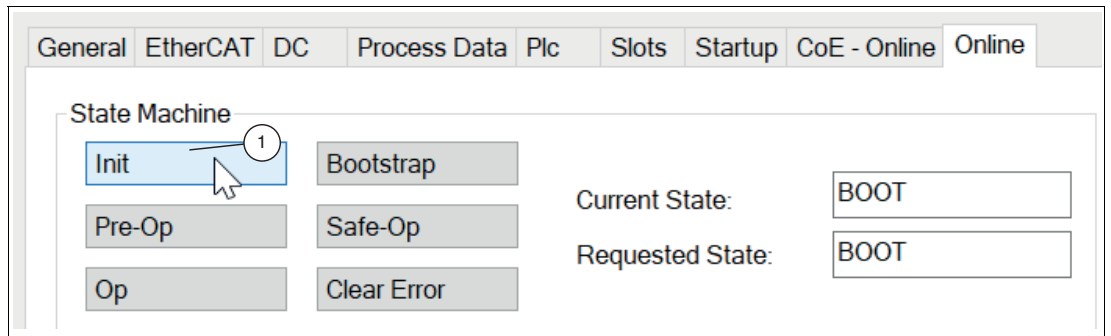 General EtherCAT DC Process Data Plc Slots Startup CoE - Online Online
State Machine
1
Init Bootstrap
Current State: BOOT
Pre-Op Safe-Op
Requested State: BOOT
Op Clear Error